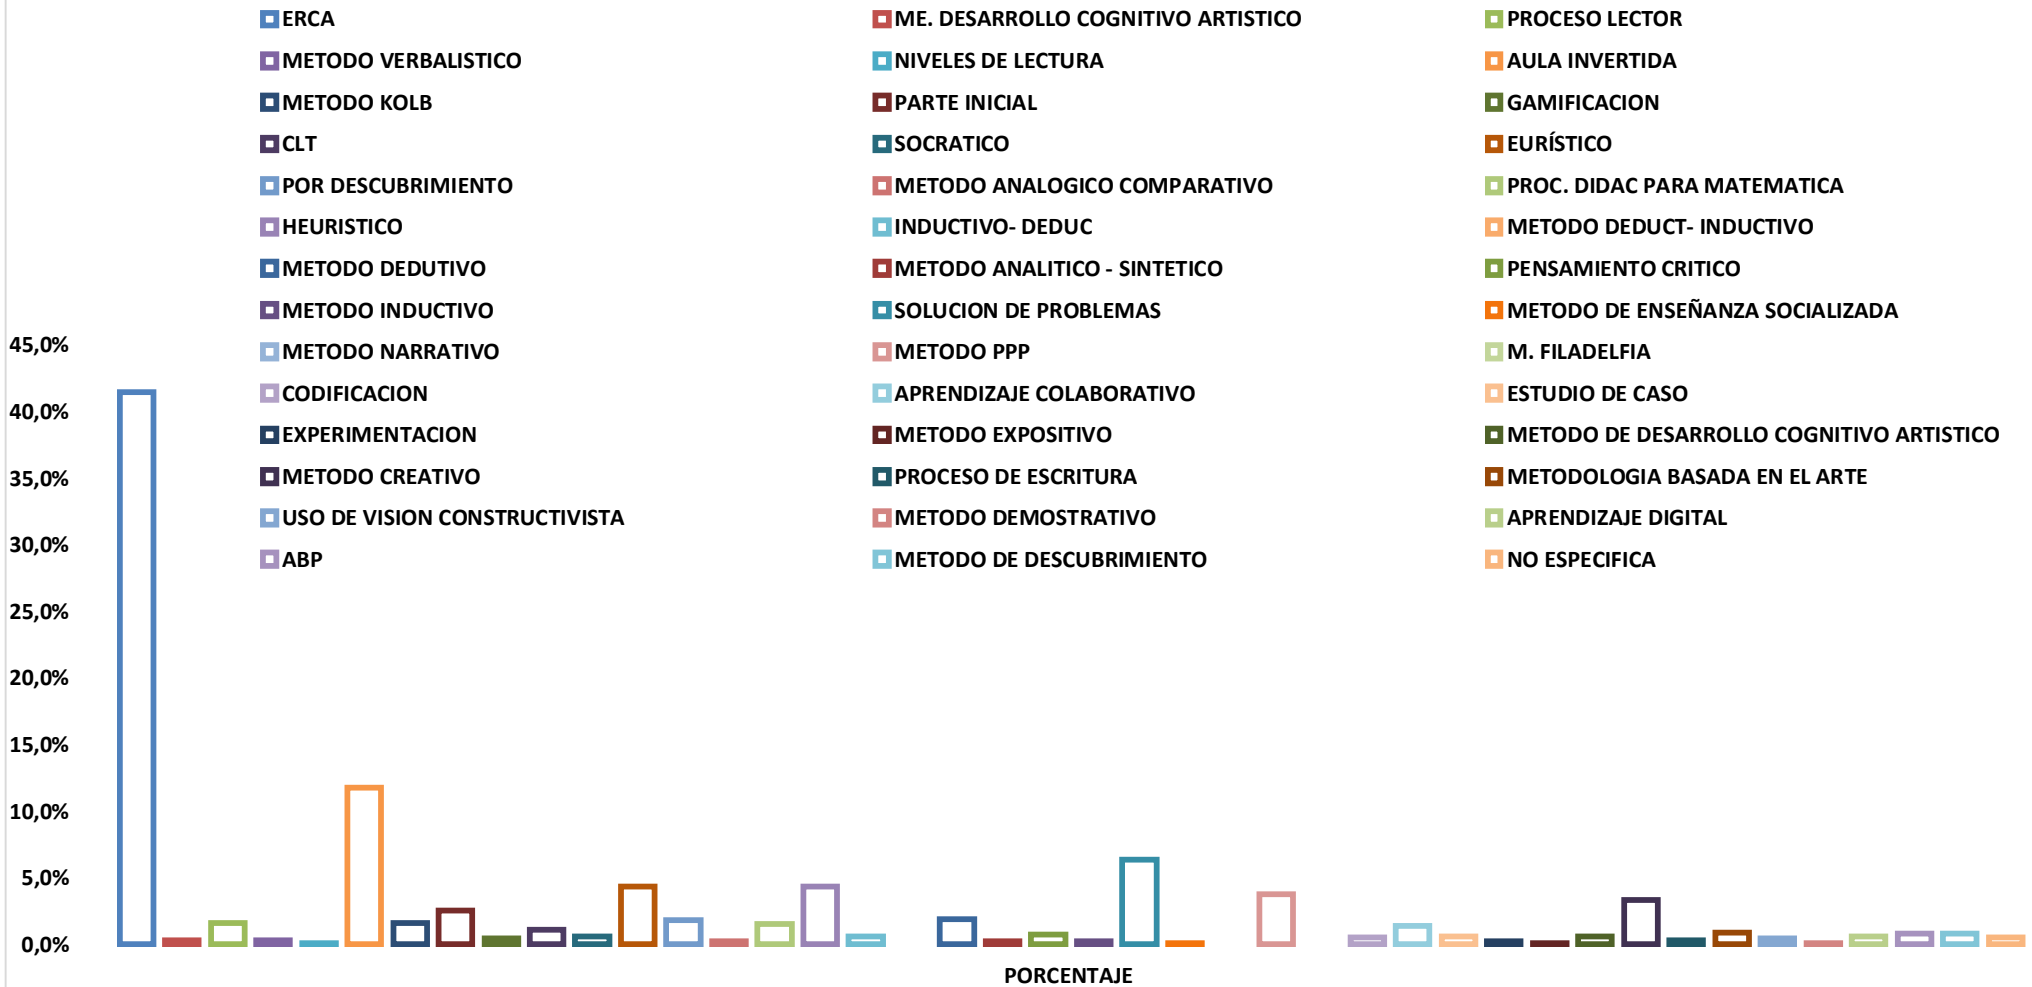 ERCA ME. DESARROLLO COGNITIVO ARTISTICO PROCESO LECTOR
METODO VERBALISTICO NIVELES DE LECTURA AULA INVERTIDA
METODO KOLB PARTE INICIAL GAMIFICACION
CLT SOCRATICO EURÍSTICO
POR DESCUBRIMIENTO METODO ANALOGICO COMPARATIVO PROC. DIDAC PARA MATEMATICA
HEURISTICO INDUCTIVO- DEDUC METODO DEDUCT- INDUCTIVO
METODO DEDUTIVO METODO ANALITICO - SINTETICO PENSAMIENTO CRITICO
METODO INDUCTIVO SOLUCION DE PROBLEMAS METODO DE ENSEÑANZA SOCIALIZADA
METODO NARRATIVO METODO PPP M. FILADELFIA
CODIFICACION APRENDIZAJE COLABORATIVO ESTUDIO DE CASO
EXPERIMENTACION METODO EXPOSITIVO METODO DE DESARROLLO COGNITIVO ARTISTICO
METODO CREATIVO PROCESO DE ESCRITURA METODOLOGIA BASADA EN EL ARTE
USO DE VISION CONSTRUCTIVISTA METODO DEMOSTRATIVO APRENDIZAJE DIGITAL
ABP METODO DE DESCUBRIMIENTO NO ESPECIFICA
45,0%
40,0%
35,0%
30,0%
25,0%
20,0%
15,0%
10,0%
5,0%
0,0%
PORCENTAJE